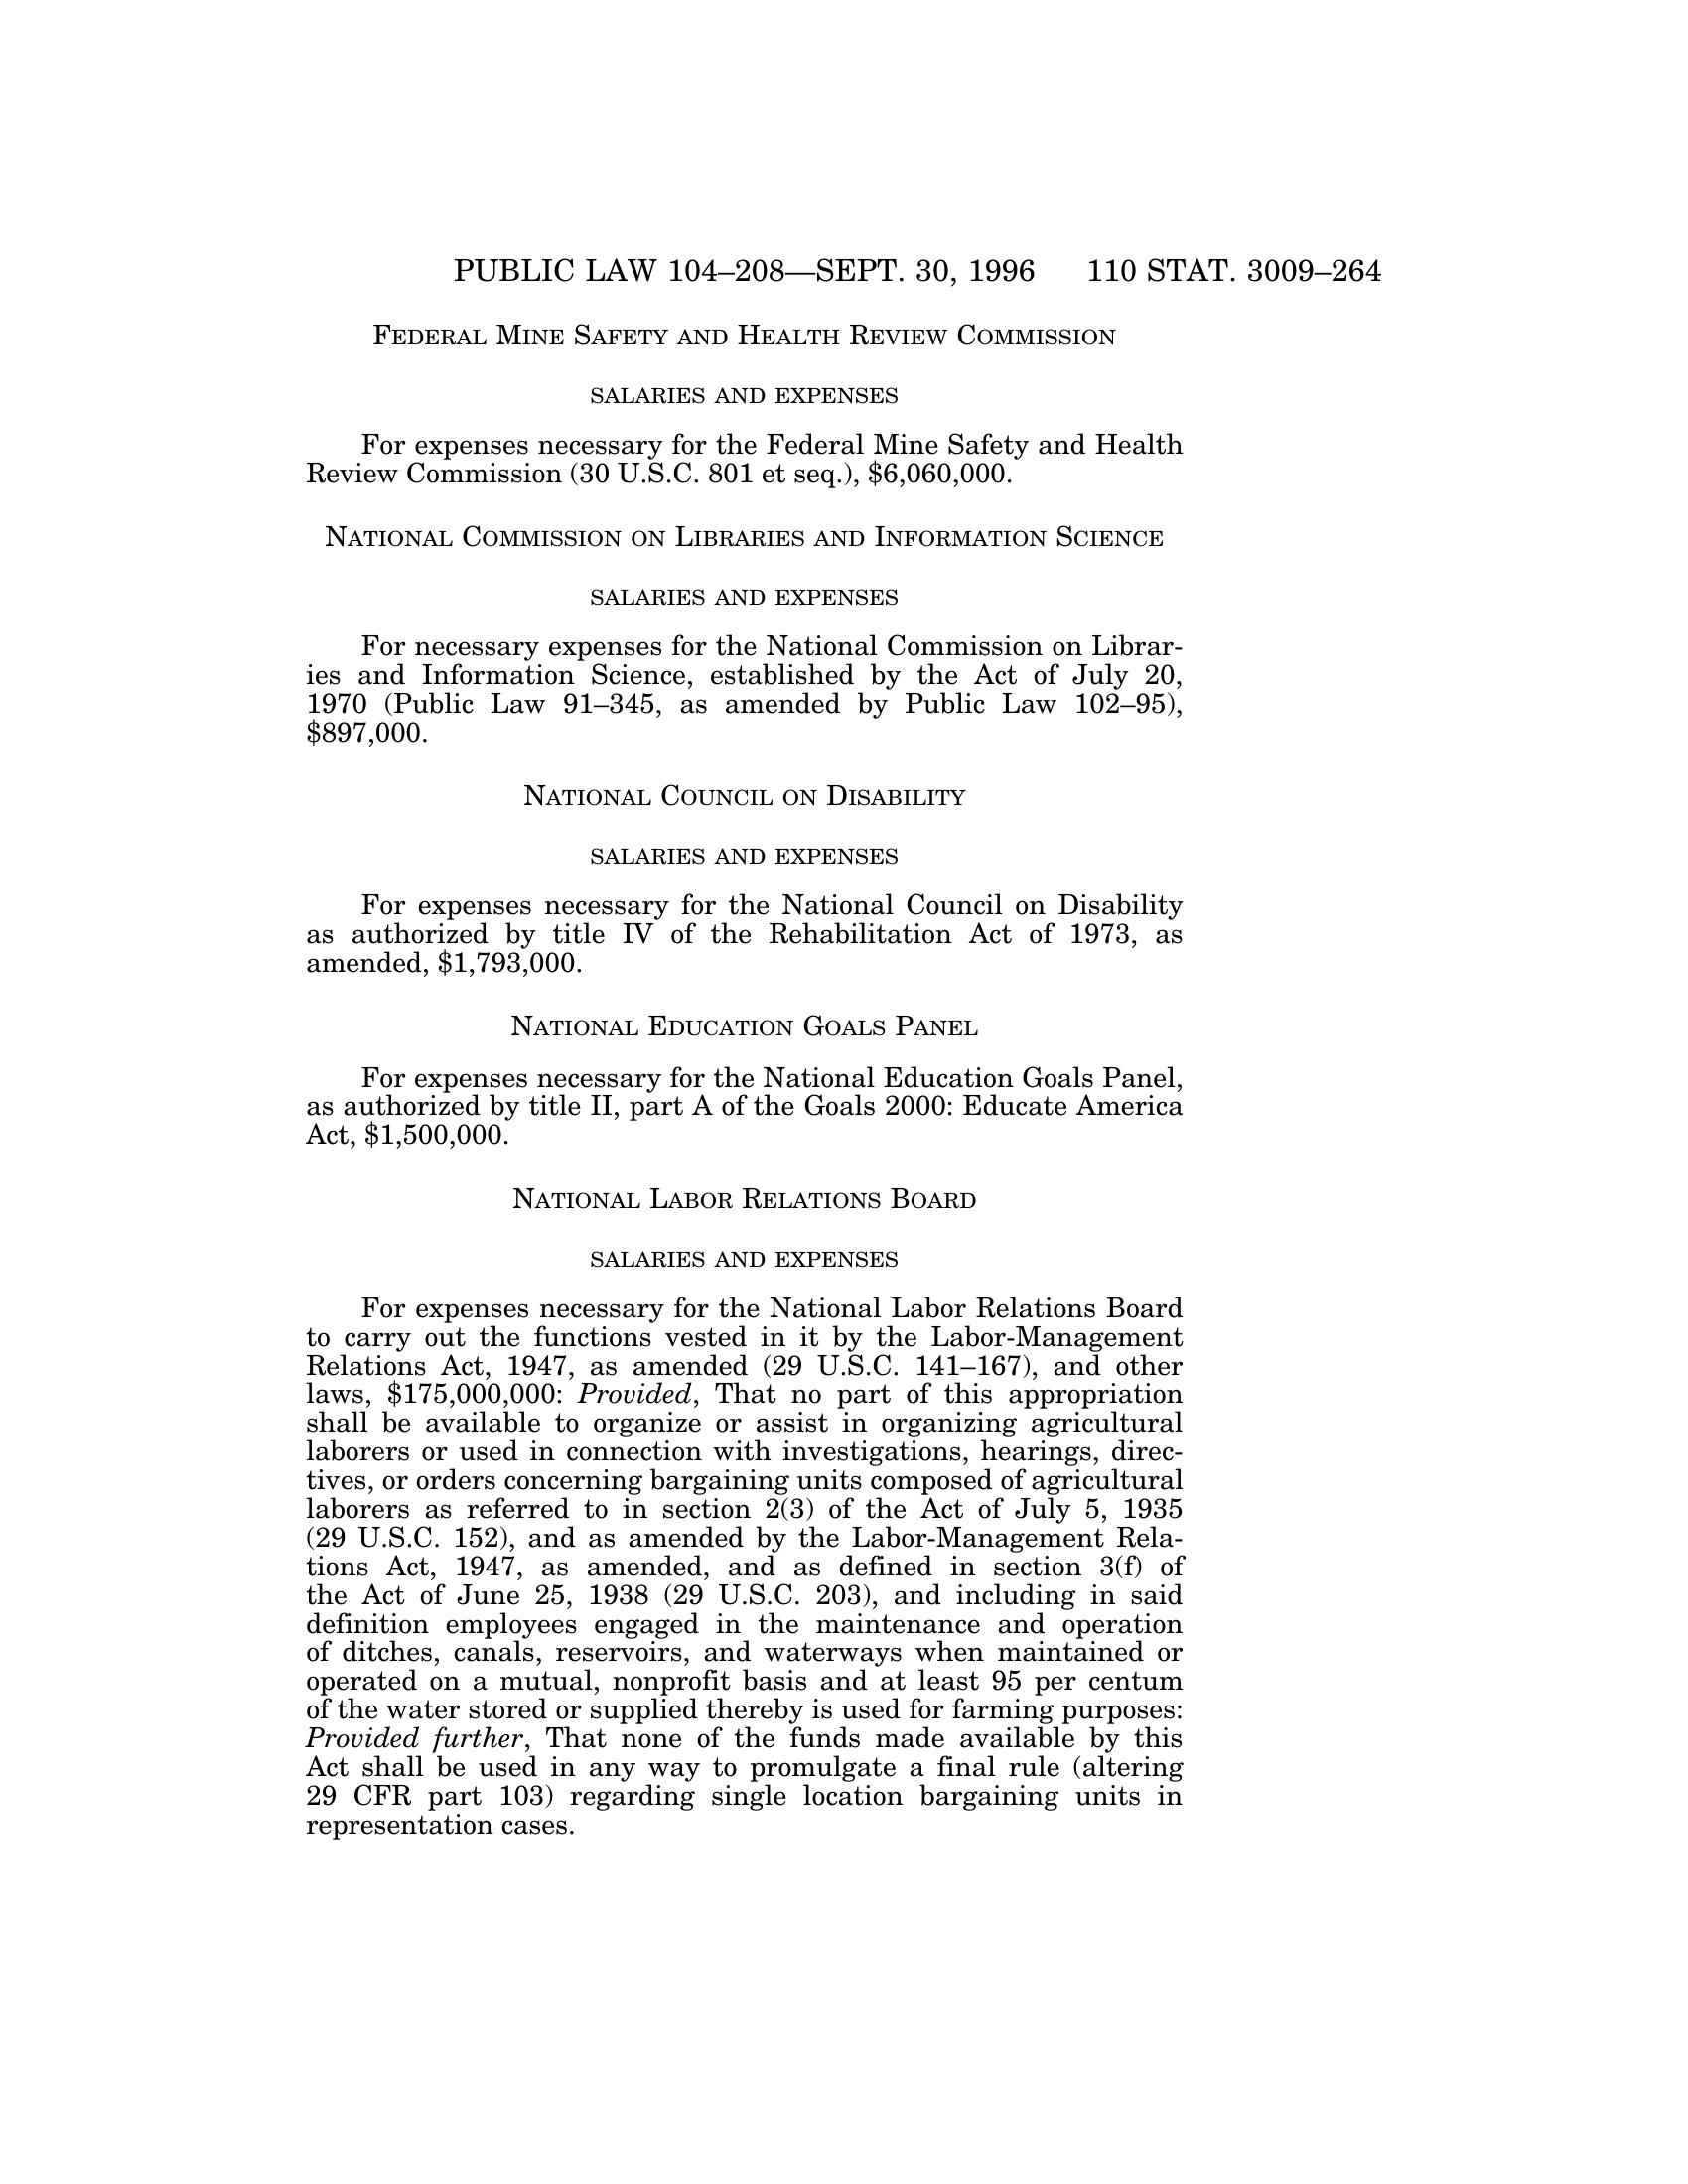 PUBLIC LAW 104–208—SEPT. 30, 1996 110 STAT. 3009–264
FEDERAL MINE SAFETY AND HEALTH REVIEW COMMISSION
SALARIES AND EXPENSES
For expenses necessary for the Federal Mine Safety and Health
Review Commission (30 U.S.C. 801 et seq.), $6,060,000.
NATIONAL COMMISSION ON LIBRARIES AND INFORMATION SCIENCE
SALARIES AND EXPENSES
For necessary expenses for the National Commission on Librar-
ies and Information Science, established by the Act of July 20,
1970 (Public Law 91–345, as amended by Public Law 102–95),
$897,000.
NATIONAL COUNCIL ON DISABILITY
SALARIES AND EXPENSES
For expenses necessary for the National Council on Disability
as authorized by title IV of the Rehabilitation Act of 1973, as
amended, $1,793,000.
NATIONAL EDUCATION GOALS PANEL
For expenses necessary for the National Education Goals Panel,
as authorized by title II, part A of the Goals 2000: Educate America
Act, $1,500,000.
NATIONAL LABOR RELATIONS BOARD
SALARIES AND EXPENSES
For expenses necessary for the National Labor Relations Board
to carry out the functions vested in it by the Labor-Management
Relations Act, 1947, as amended (29 U.S.C. 141–167), and other
laws, $175,000,000: Provided, That no part of this appropriation
shall be available to organize or assist in organizing agricultural
laborers or used in connection with investigations, hearings, direc-
tives, or orders concerning bargaining units composed of agricultural
laborers as referred to in section 2(3) of the Act of July 5, 1935
(29 U.S.C. 152), and as amended by the Labor-Management Rela-
tions Act, 1947, as amended, and as defined in section 3(f) of
the Act of June 25, 1938 (29 U.S.C. 203), and including in said
definition employees engaged in the maintenance and operation
of ditches, canals, reservoirs, and waterways when maintained or
operated on a mutual, nonprofit basis and at least 95 per centum
of the water stored or supplied thereby is used for farming purposes:
Provided further, That none of the funds made available by this
Act shall be used in any way to promulgate a final rule (altering
29 CFR part 103) regarding single location bargaining units in
representation cases.